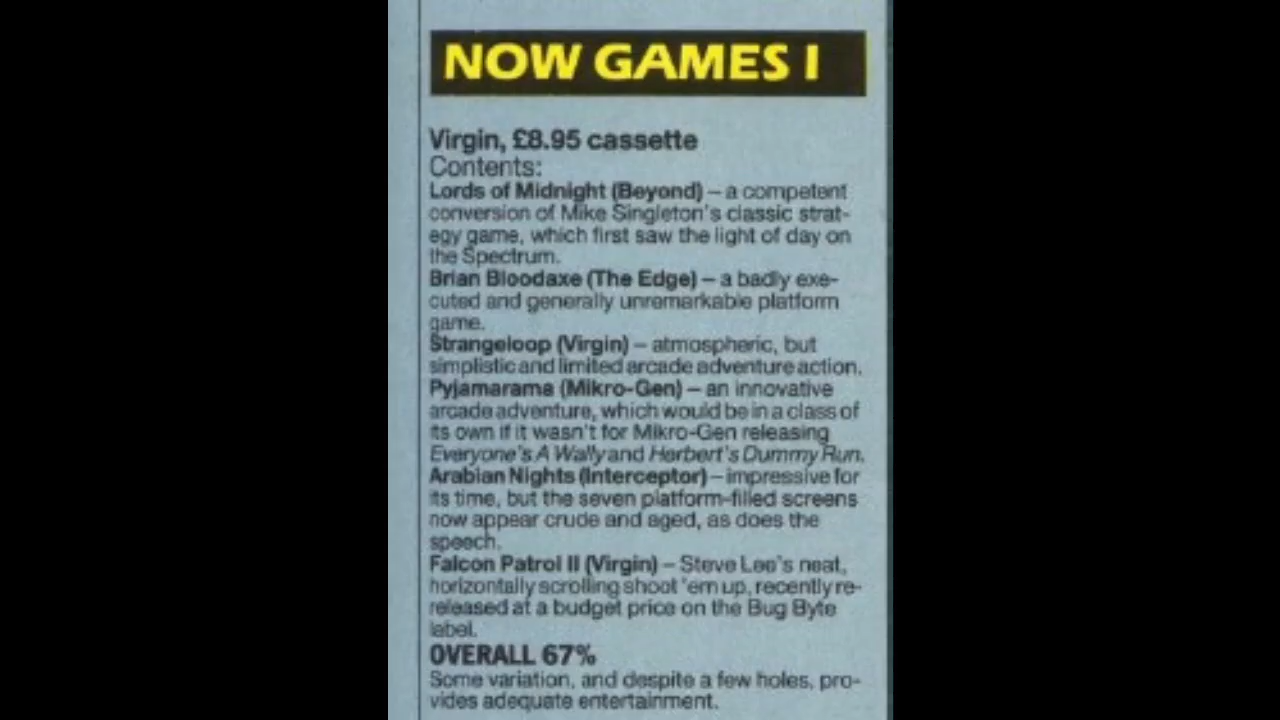 NOW GAMES I
Virgin, £8.95 cassette
Contents:
Lords of Midnight (Beyond) – a competent
conversion of Mike Singleton's classic strat-
egy game, which first saw the light of day on
the Spectrum.
Brian Bloodaxe (The Edge) – a badly exe-
cuted and generally unremarkable platform
game.
Strangeloop (Virgin) – atmospheric, but
simplistic and limited arcade adventure action.
Pyjamarama (Mikro-Gen) – an innovative
arcade adventure, which would be in a class of
its own if it wasn't for Mikro-Gen releasing
Everyone's A Wally and Herbert's Dummy Run.
Arabian Nights (Interceptor) – impressive for
its time, but the seven platform-filled screens
now appear crude and aged, as does the
speech.
Falcon Patrol II (Virgin) – Steve Lee's neat,
horizontally scrolling shoot 'em up, recently re-
released at a budget price on the Bug Byte
label.
OVERALL 67%
Some variation, and despite a few holes, pro-
vides adequate entertainment.